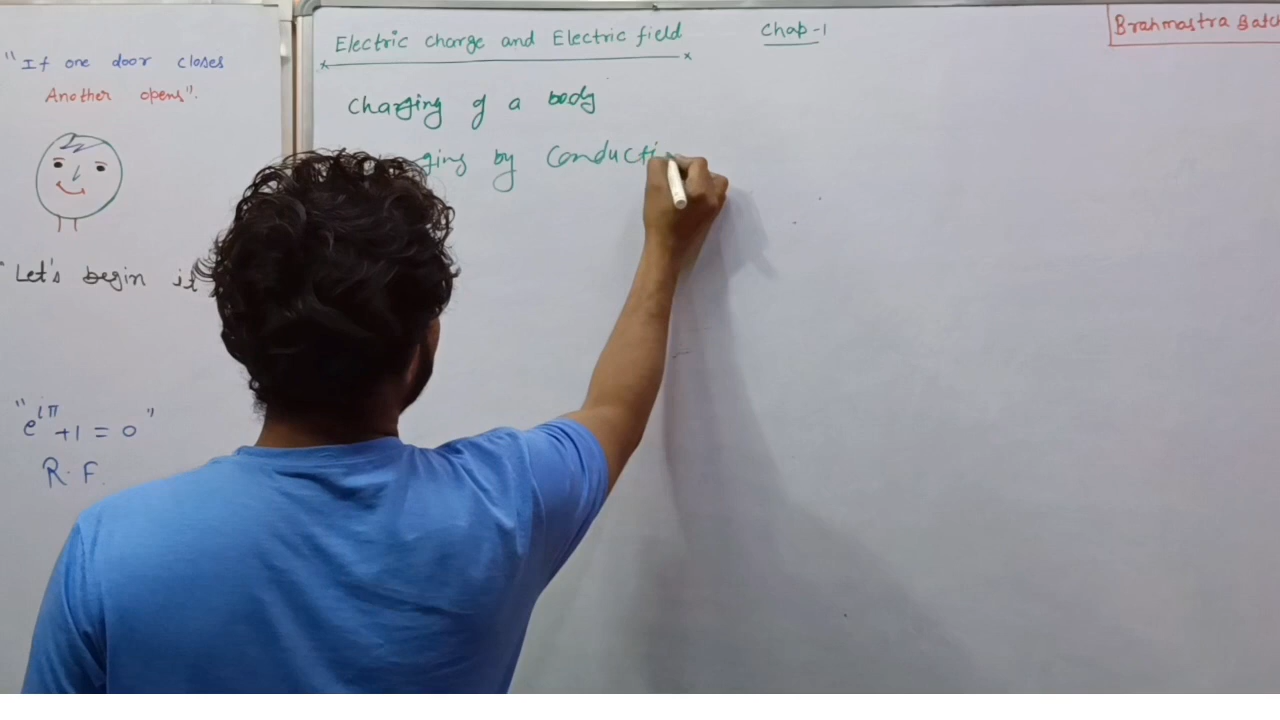 "If one door closes
Another opens".
Let's begin it
"e^{iπ} +1 = 0"
R. F.
Electric charge and Electric field
Chap-1
Brahmastra Batch
Charging of a body
ging by Conducti